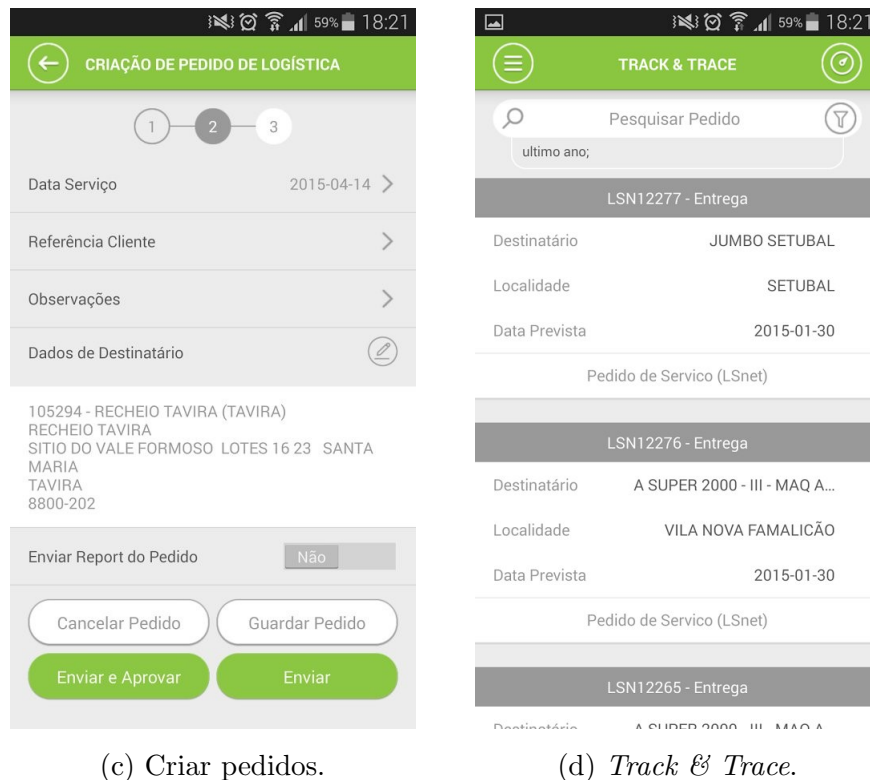 59% 18:21
CRIAÇÃO DE PEDIDO DE LOGÍSTICA
1 2 3
Data Serviço 2015-04-14
Referência Cliente
Observações
Dados de Destinatário
105294 - RECHEIO TAVIRA (TAVIRA)
RECHEIO TAVIRA
SITIO DO VALE FORMOSO LOTES 16 23 SANTA
MARIA
TAVIRA
8800-202
Enviar Report do Pedido Não
Cancelar Pedido Guardar Pedido
Enviar e Aprovar Enviar
(c) Criar pedidos.
59% 18:21
TRACK & TRACE
Pesquisar Pedido
ultimo ano;
LSN12277 - Entrega
Destinatário JUMBO SETUBAL
Localidade SETUBAL
Data Prevista 2015-01-30
Pedido de Servico (LSnet)
LSN12276 - Entrega
Destinatário A SUPER 2000 - III - MAQ A...
Localidade VILA NOVA FAMALICÃO
Data Prevista 2015-01-30
Pedido de Servico (LSnet)
LSN12265 - Entrega
Destinatário A SUPER 2000 - III - MAQ A
(d) Track & Trace.